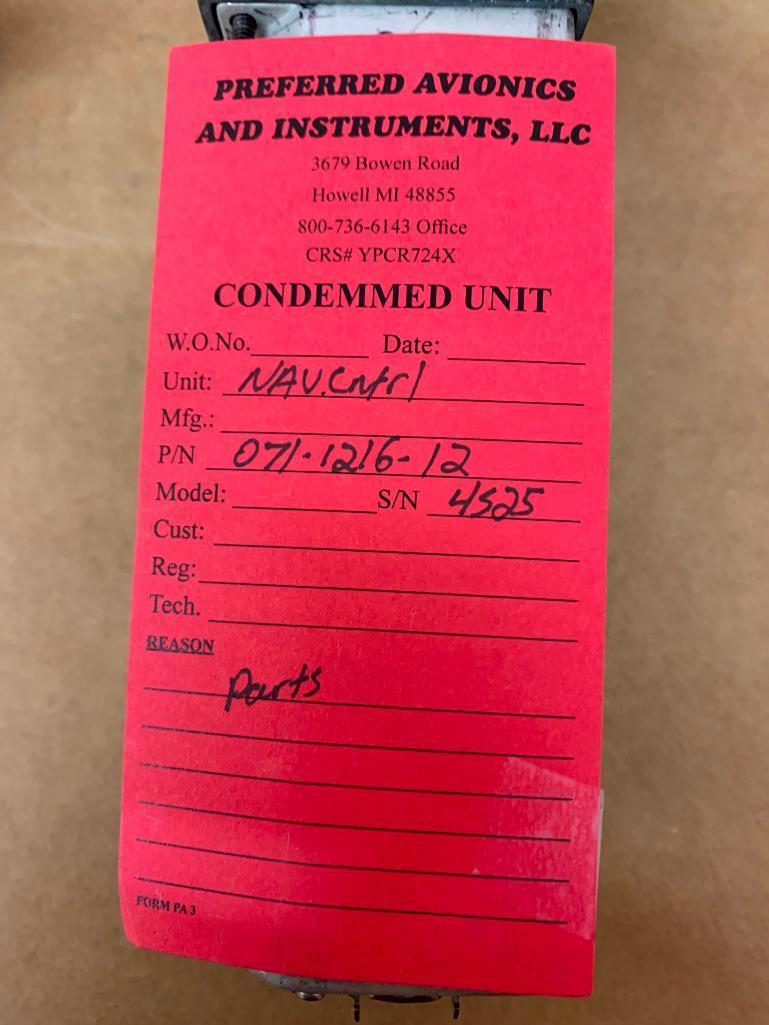 PREFERRED AVIONICS
AND INSTRUMENTS, LLC
3679 Bowen Road
Howell MI 48855
800-736-6143 Office
CRS# YPCR724X
CONDEMMED UNIT
W.O.No. Date:
Unit: NAV.Cntrl
Mfg.:
P/N 071-1216-12
Model: S/N 4525
Cust:
Reg:
Tech.
REASON
Parts
FORM PA 3